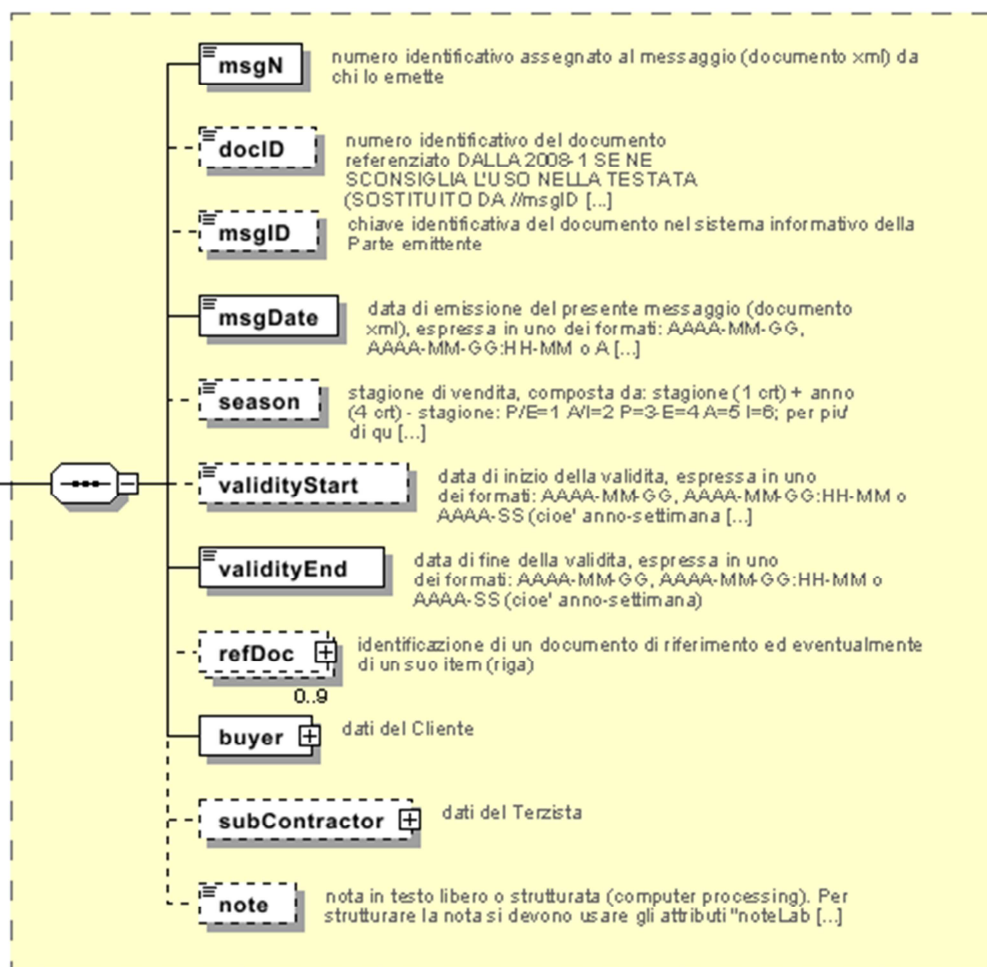 msgN
numero identificativo assegnato al messaggio (documento xml) da
chi lo emette
docID
numero identificativo del documento
referenziato DALLA 2008-1 SE NE
SCONSIGLIA L'USO NELLA TESTATA
(SOSTITUITO DA //msgID [...]
msgID
chiave identificativa del documento nel sistema informativo della
Parte emittente
msgDate
data di emissione del presente messaggio (documento
xml), espressa in uno dei formati: AAAA-MM-GG,
AAAA-MM-GG:HH-MM o A [...]
season
stagione di vendita, composta da: stagione (1 crt) + anno
(4 crt) - stagione: P/E=1 A/I=2 P=3-E=4 A=5 I=6; per piu'
di qu [...]
validityStart
data di inizio della validita, espressa in uno
dei formati: AAAA-MM-GG, AAAA-MM-GG:HH-MM o
AAAA-SS (cioe' anno-settimana [...]
validityEnd
data di fine della validita, espressa in uno
dei formati: AAAA-MM-GG, AAAA-MM-GG:HH-MM o
AAAA-SS (cioe' anno-settimana)
refDoc
identificazione di un documento di riferimento ed eventualmente
di un suo item (riga)
0..9
buyer
dati del Cliente
subContractor
dati del Terzista
note
nota in testo libero o strutturata (computer processing). Per
strutturare la nota si devono usare gli attributi "noteLab [...]